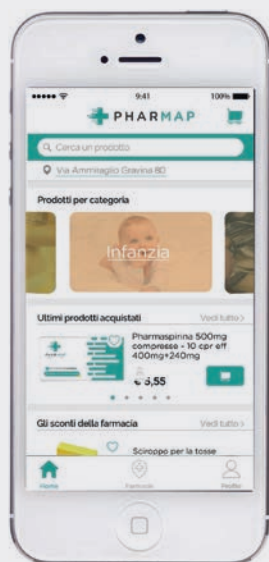 9:41
100%
PHARMAP
Cerca un prodotto
Via Ammiraglio Gravina 80
Prodotti per categoria
Infanzia
Ultimi prodotti acquistati
Vedi tutto >
Pharmaspirina 500mg
compresse - 10 cpr eff
400mg+240mg
€ 3,55
Gli sconti della farmacia
Vedi tutto >
Sciroppo per la tosse
Home
Farmacie
Profilo